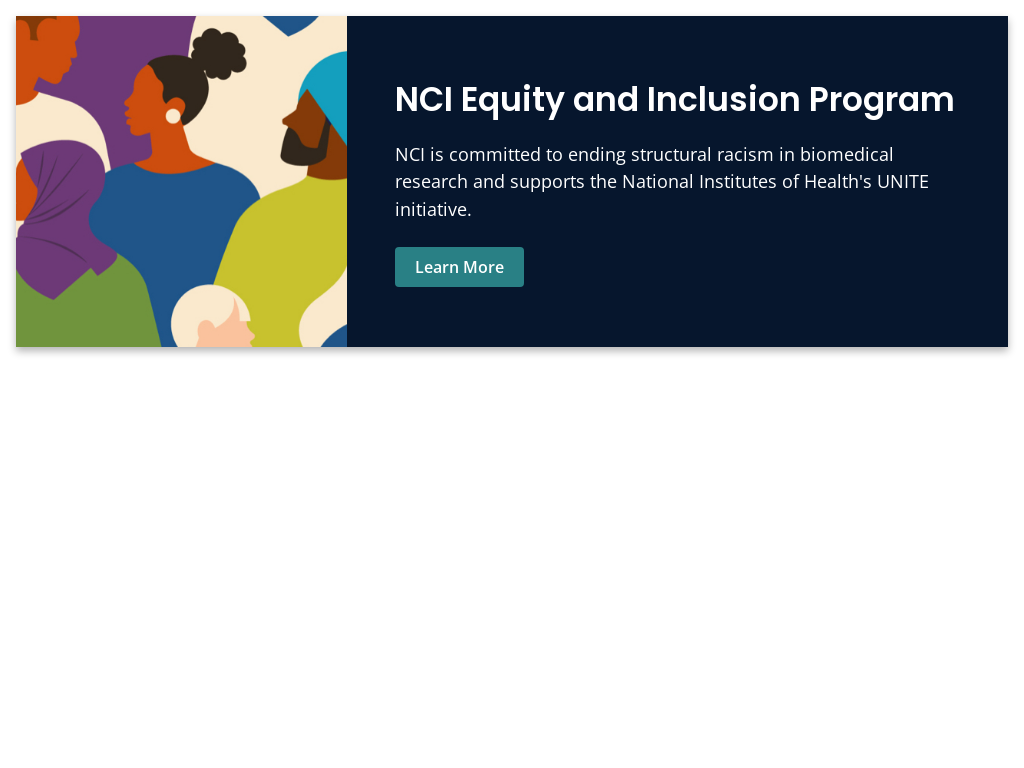 NCI Equity and Inclusion Program
NCI is committed to ending structural racism in biomedical
research and supports the National Institutes of Health's UNITE
initiative.
Learn More